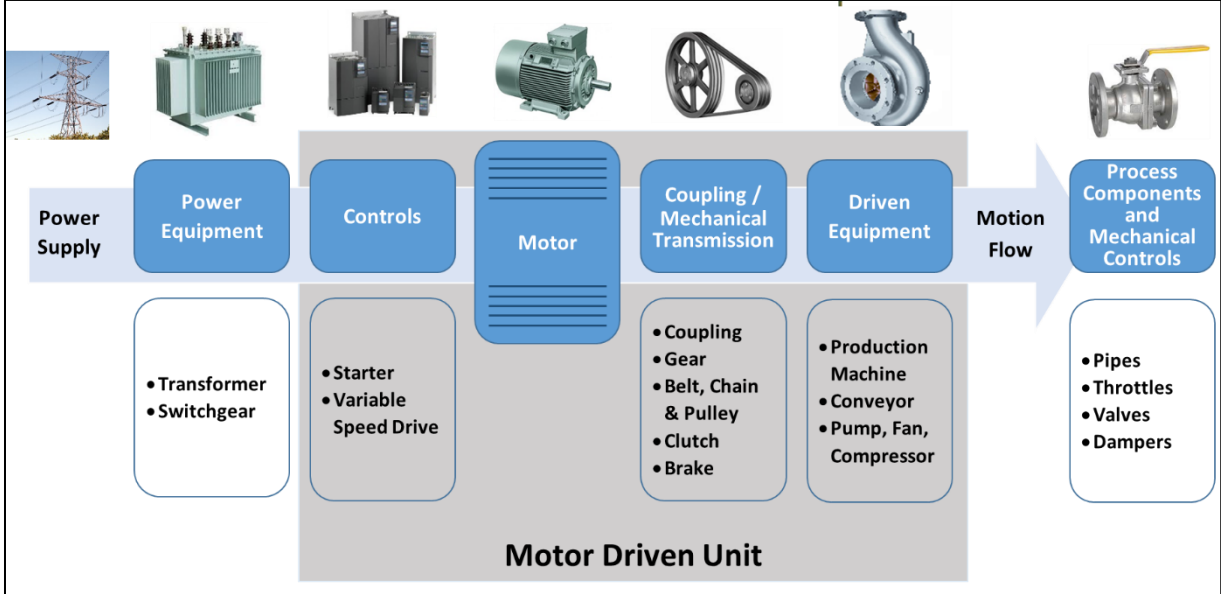 Power
Supply
Power
Equipment
Controls
Motor
Coupling /
Mechanical
Transmission
Driven
Equipment
Motion
Flow
Process
Components
and
Mechanical
Controls
•Transformer
•Switchgear
•Starter
•Variable
Speed Drive
•Coupling
•Gear
•Belt, Chain
& Pulley
•Clutch
•Brake
•Production
Machine
•Conveyor
•Pump, Fan,
Compressor
•Pipes
•Throttles
•Valves
•Dampers
Motor Driven Unit